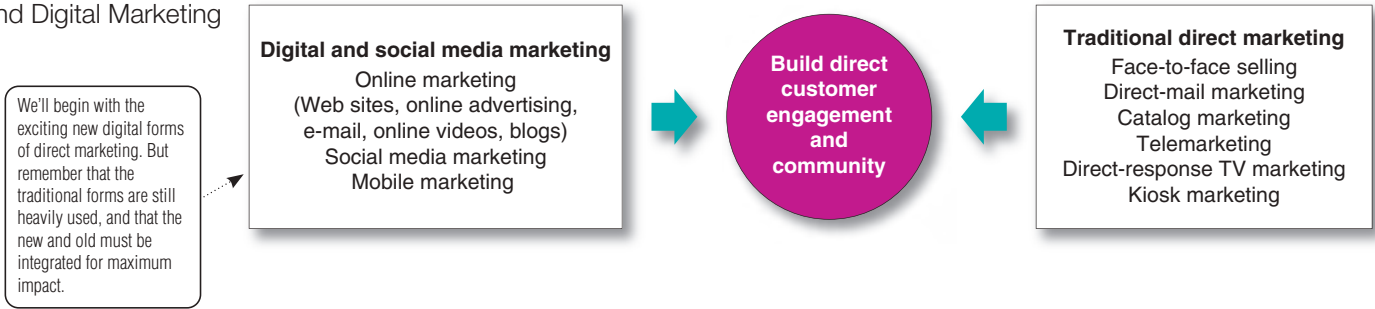 nd Digital Marketing
We’ll begin with the
exciting new digital forms
of direct marketing. But
remember that the
traditional forms are still
heavily used, and that the
new and old must be
integrated for maximum
impact.
Digital and social media marketing
Online marketing
(Web sites, online advertising,
e-mail, online videos, blogs)
Social media marketing
Mobile marketing
Build direct
customer
engagement
and
community
Traditional direct marketing
Face-to-face selling
Direct-mail marketing
Catalog marketing
Telemarketing
Direct-response TV marketing
Kiosk marketing